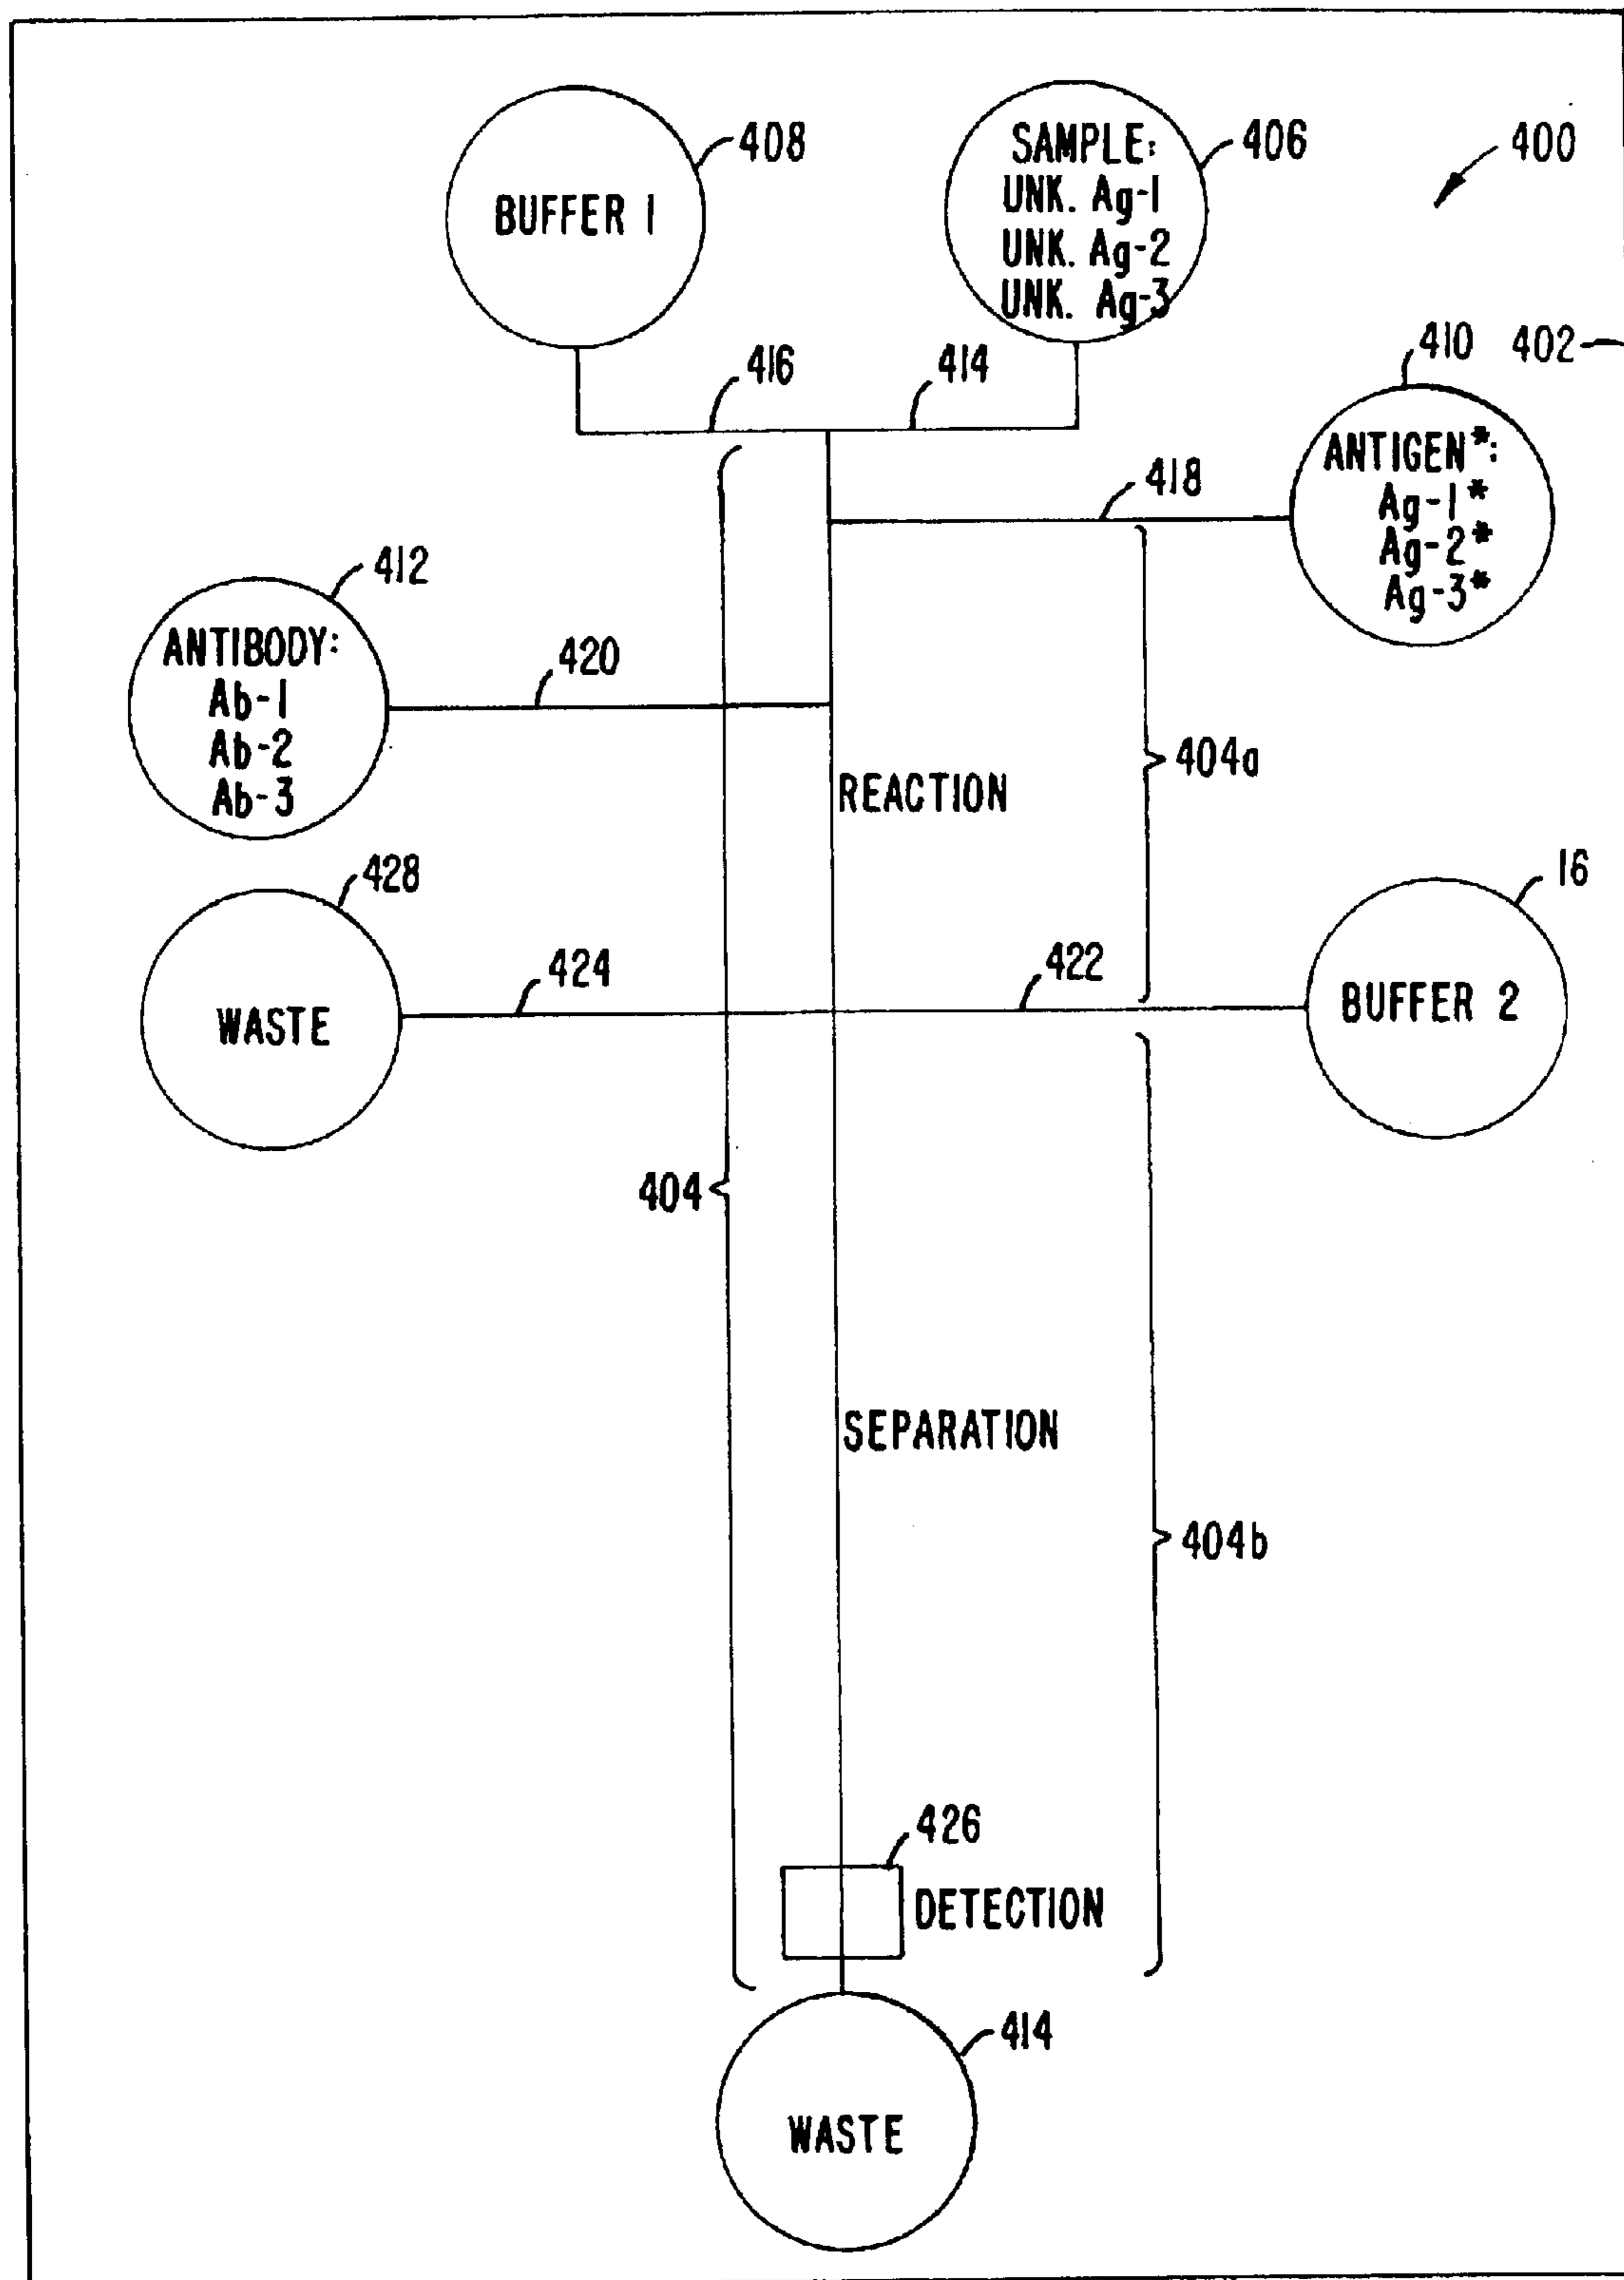 408
BUFFER 1
SAMPLE:
UNK. Ag-1
UNK. Ag-2
UNK. Ag-3
406
400
416
414
410
402
ANTIGEN*:
Ag-1*
Ag-2*
Ag-3*
418
412
ANTIBODY:
Ab-1
Ab-2
Ab-3
420
404a
REACTION
428
WASTE
424
422
16
BUFFER 2
404
SEPARATION
404b
426
DETECTION
414
WASTE